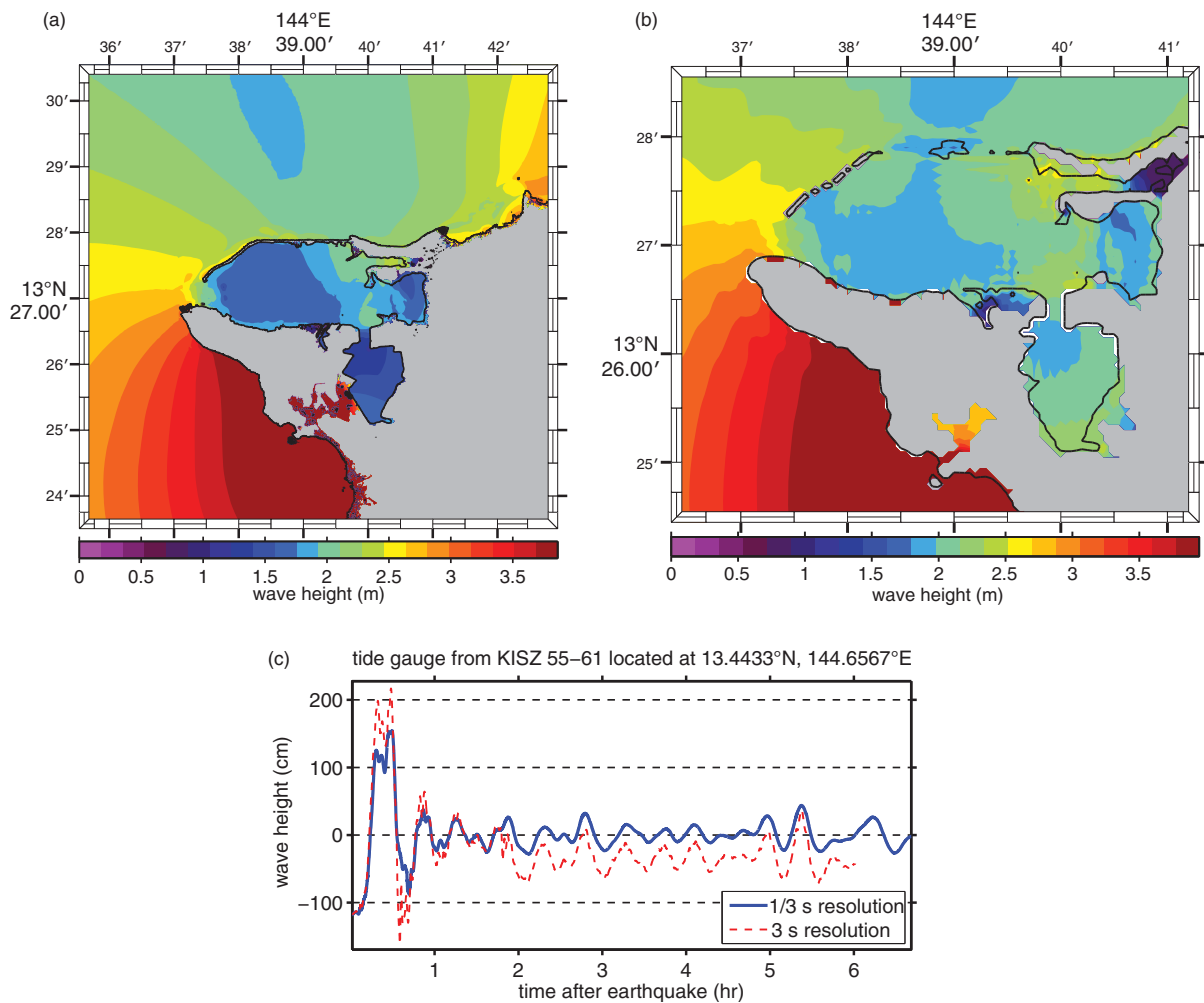 (a)
144°E
36′ 37′ 38′ 39.00′ 40′ 41′ 42′
30′
29′
28′
13°N
27.00′
26′
25′
24′
0 0.5 1 1.5 2 2.5 3 3.5
wave height (m)
(b)
144°E
37′ 38′ 39.00′ 40′ 41′
28′
27′
13°N
26.00′
25′
0 0.5 1 1.5 2 2.5 3 3.5
wave height (m)
(c) tide gauge from KISZ 55−61 located at 13.4433°N, 144.6567°E
200
100
0
−100
wave height (cm)
1/3 s resolution
3 s resolution
1 2 3 4 5 6
time after earthquake (hr)